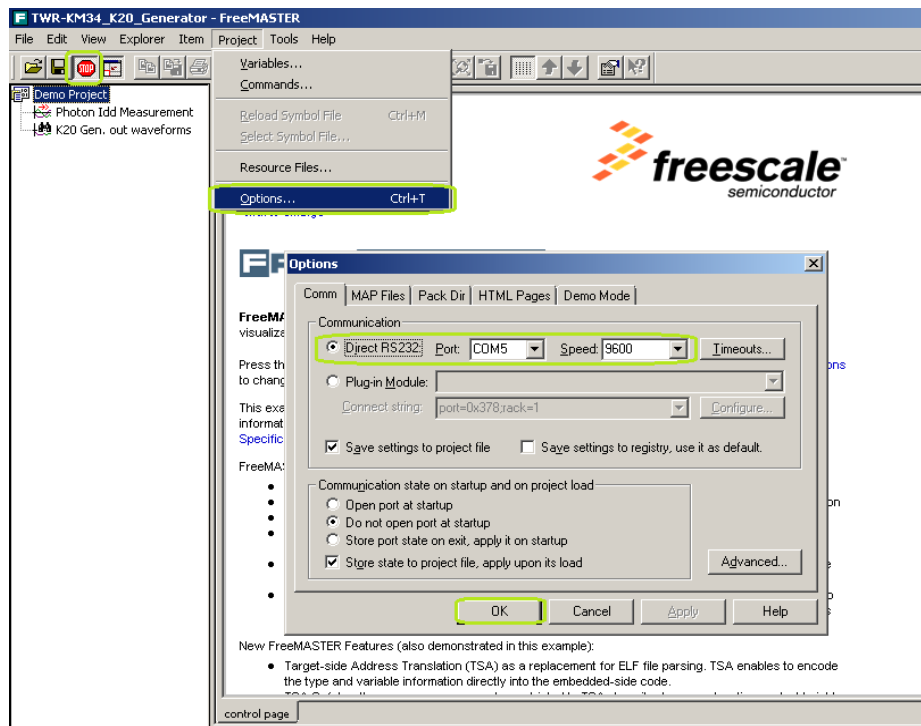 TWR-KM34_K20_Generator - FreeMASTER
File Edit View Explorer Item Project Tools Help
STOP
Variables...
Commands...
Reload Symbol File Ctrl+M
Select Symbol File...
Resource Files...
Options... Ctrl+T
Demo Project
Photon Idd Measurement
K20 Gen. out waveforms
freescale
semiconductor
Options
Comm MAP Files Pack Dir HTML Pages Demo Mode
Communication
Direct RS232: Port: COM5 Speed: 9600 Timeouts...
Plug-in Module:
Connect string: port=0x378;rack=1 Configure...
Save settings to project file Save settings to registry, use it as default.
Communication state on startup and on project load
Open port at startup
Do not open port at startup
Store port state on exit, apply it on startup
Store state to project file, apply upon its load Advanced...
OK Cancel Apply Help
visualiz
Press th
to chang
This exa
informat
Specific
New FreeMASTER Features (also demonstrated in this example):
Target-side Address Translation (TSA) as a replacement for ELF file parsing. TSA enables to encode
the type and variable information directly into the embedded-side code.
control page